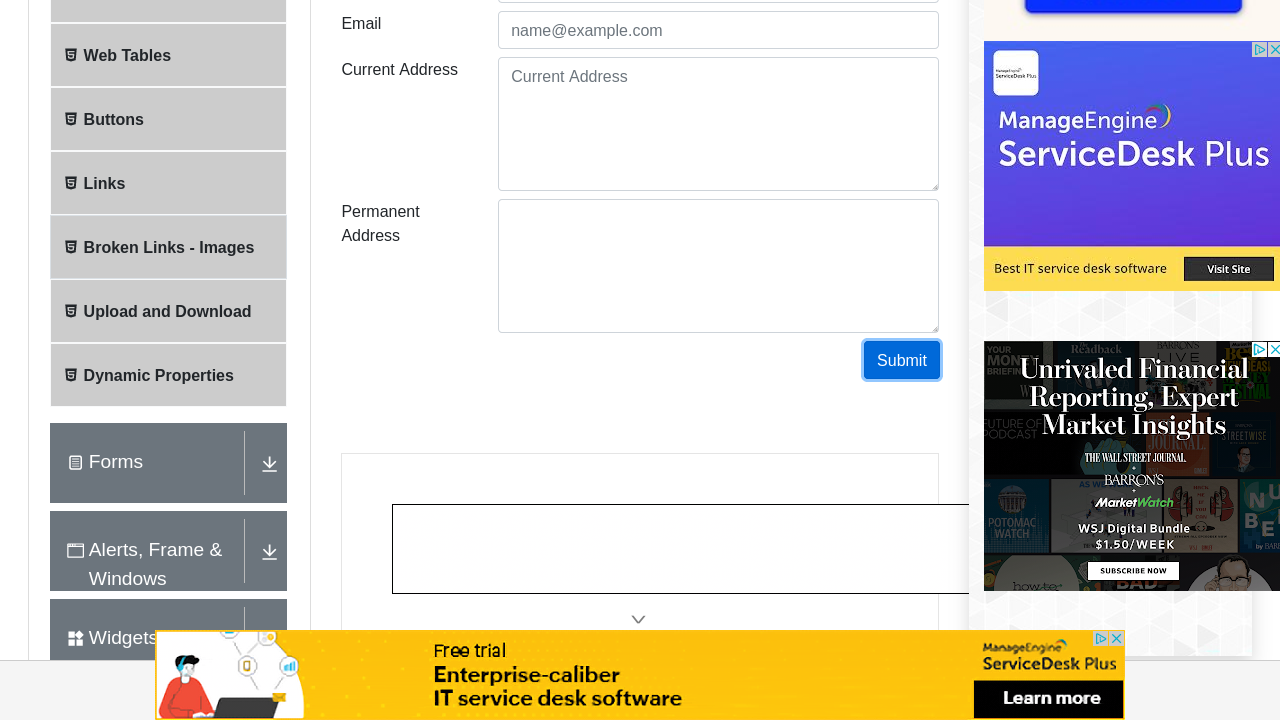 Web Tables
Buttons
Links
Broken Links - Images
Upload and Download
Dynamic Properties
Forms
Alerts, Frame &
Windows
Widgets
Email
name@example.com
Current Address
Current Address
Permanent
Address
Submit
ManageEngine
ServiceDesk Plus
ManageEngine
ServiceDesk Plus
Best IT service desk software
Visit Site
Unrivaled Financial
Reporting, Expert
Market Insights
THE WALL STREET JOURNAL.
+
BARRON'S
+
MarketWatch
WSJ Digital Bundle
$1.50/WEEK
SUBSCRIBE NOW
Free trial
Enterprise-caliber
IT service desk software
ManageEngine
ServiceDesk Plus
Learn more